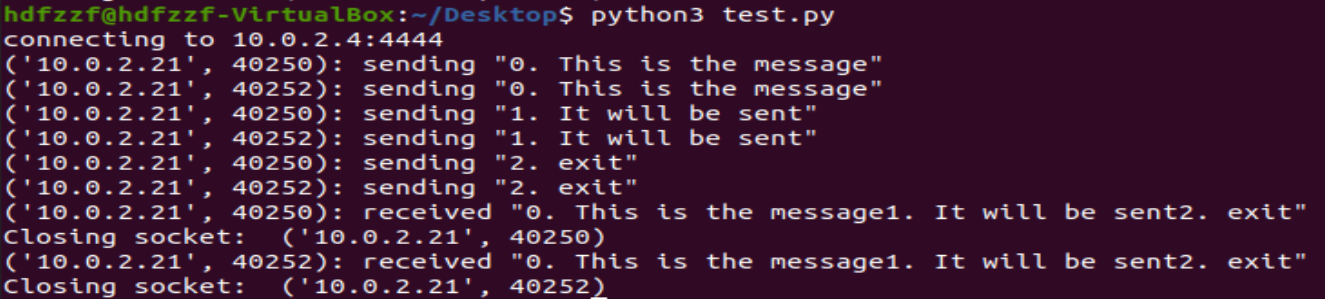 hdfzzf@hdfzzf-VirtualBox:~/Desktop$ python3 test.py
connecting to 10.0.2.4:4444
('10.0.2.21', 40250): sending "0. This is the message"
('10.0.2.21', 40252): sending "0. This is the message"
('10.0.2.21', 40250): sending "1. It will be sent"
('10.0.2.21', 40252): sending "1. It will be sent"
('10.0.2.21', 40250): sending "2. exit"
('10.0.2.21', 40252): sending "2. exit"
('10.0.2.21', 40250): received "0. This is the message1. It will be sent2. exit"
Closing socket:  ('10.0.2.21', 40250)
('10.0.2.21', 40252): received "0. This is the message1. It will be sent2. exit"
Closing socket:  ('10.0.2.21', 40252)